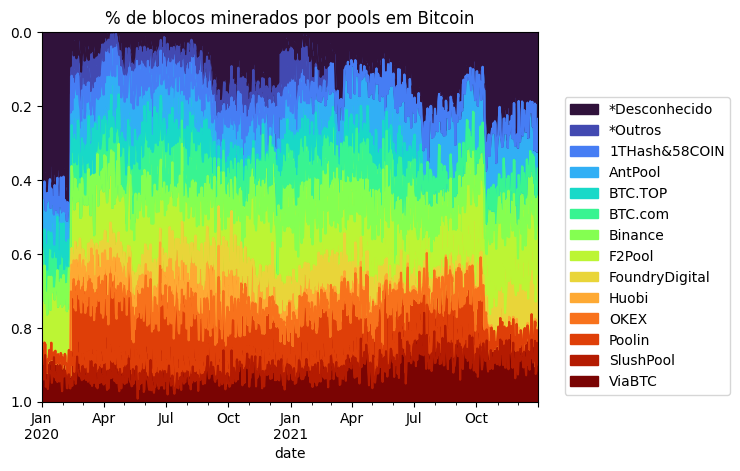 % de blocos minerados por pools em Bitcoin
0.0
0.2
0.4
0.6
0.8
1.0
Jan
2020
Apr
Jul
Oct
Jan
2021
Apr
Jul
Oct
date
*Desconhecido
*Outros
1THash&58COIN
AntPool
BTC.TOP
BTC.com
Binance
F2Pool
FoundryDigital
Huobi
OKEX
Poolin
SlushPool
ViaBTC